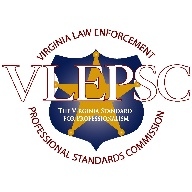 VIRGINIA LAW ENFORCEMENT
VLEPSC
THE VIRGINIA STANDARD
FOR PROFESSIONALISM
PROFESSIONAL STANDARDS COMMISSION